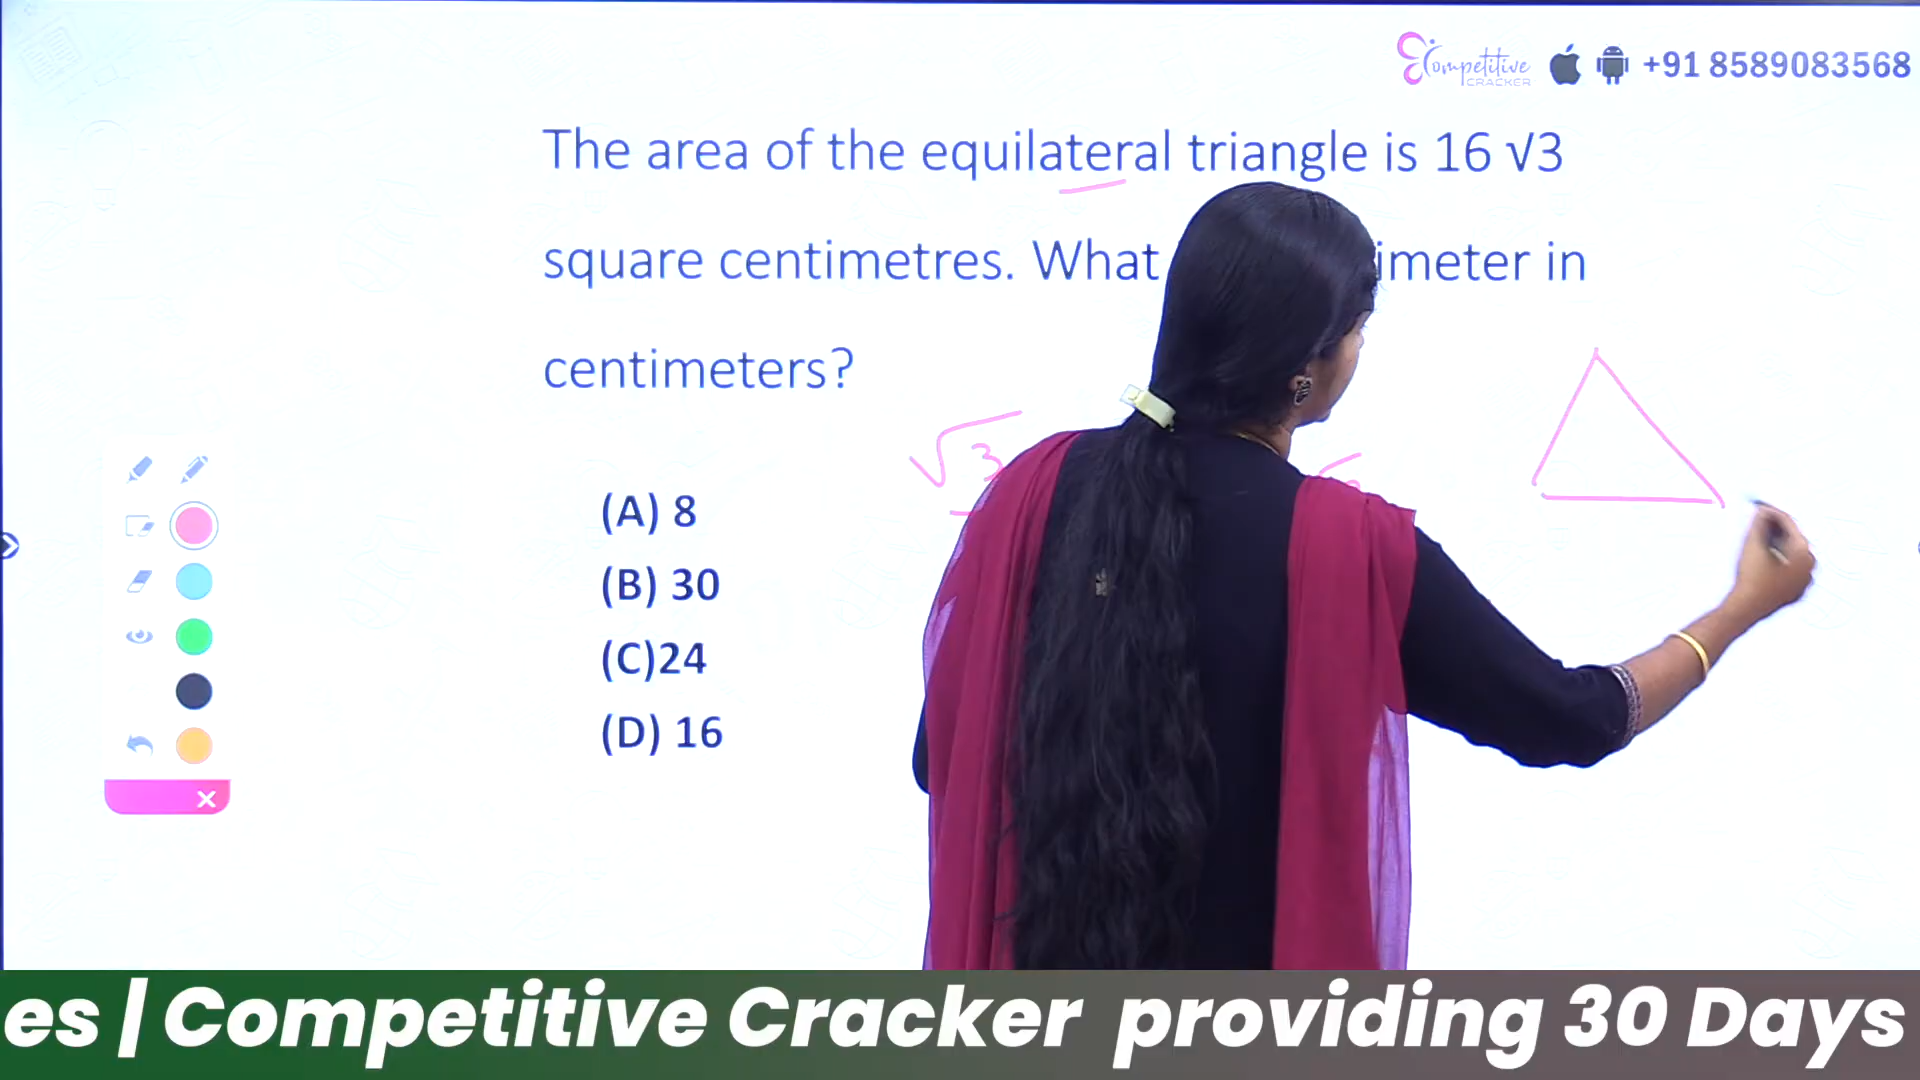 Competitive
CRACKER
+91 8589083568
The area of the equilateral triangle is 16 √3
square centimetres. What imeter in
centimeters?
√3
(A) 8
(B) 30
(C)24
(D) 16
es | Competitive Cracker providing 30 Days